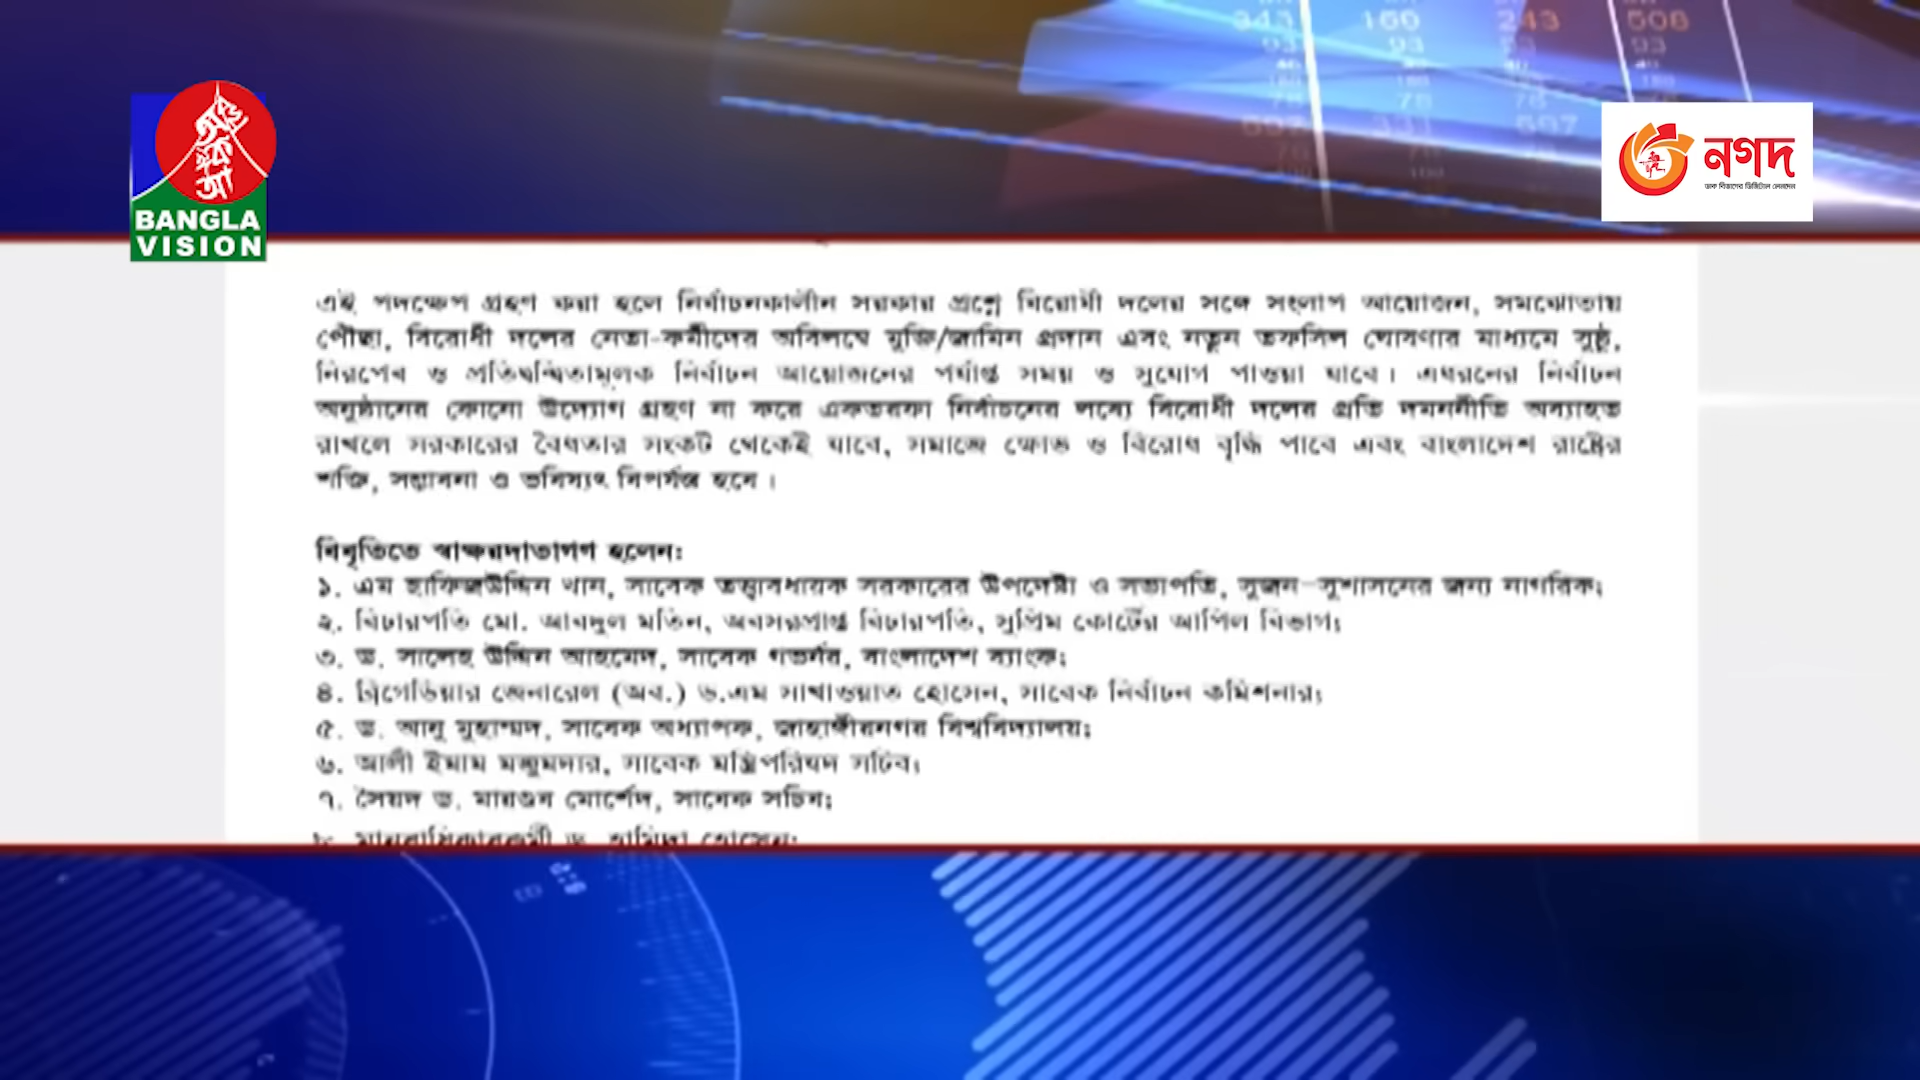 BANGLA
VISION
নগদ
ডাক বিভাগের ডিজিটাল লেনদেন
এই পদক্ষেপ গ্রহণ করা হলে নির্বাচনকালীন সরকার প্রশ্নে বিরোধী দলের সঙ্গে সংলাপ আয়োজন, সমঝোতায়
পৌঁছা, বিরোধী দলের নেতা-কর্মীদের অবিলম্বে মুক্তি/জামিন প্রদান এবং নতুন তফসিল ঘোষণার মাধ্যমে সুষ্ঠু,
নিরপেক্ষ ও প্রতিদ্বন্দ্বিতামূলক নির্বাচন আয়োজনের পর্যাপ্ত সময় ও সুযোগ পাওয়া যাবে। এধরনের নির্বাচন
অনুষ্ঠানের কোনো উদ্যোগ গ্রহণ না করে একতরফা নির্বাচনের লক্ষ্যে বিরোধী দলের প্রতি দমননীতি অব্যাহত
রাখলে সরকারের বৈধতার সংকট থেকেই যাবে, সমাজে ক্ষোভ ও বিরোধ বৃদ্ধি পাবে এবং বাংলাদেশ রাষ্ট্রের
শক্তি, সম্ভাবনা ও ভবিষ্যৎ বিপর্যস্ত হবে।
বিবৃতিতে স্বাক্ষরদাতাগণ হলেন:
১. এম হাফিজউদ্দিন খান, সাবেক তত্ত্বাবধায়ক সরকারের উপদেষ্টা ও সভাপতি, সুজন-সুশাসনের জন্য নাগরিক;
২. বিচারপতি মো. আবদুল মতিন, অবসরপ্রাপ্ত বিচারপতি, সুপ্রিম কোর্টের আপিল বিভাগ;
৩. ড. সালেহ উদ্দিন আহমেদ, সাবেক গভর্নর, বাংলাদেশ ব্যাংক;
৪. ব্রিগেডিয়ার জেনারেল (অব.) ড.এম সাখাওয়াত হোসেন, সাবেক নির্বাচন কমিশনার;
৫. ড. আনু মুহাম্মদ, সাবেক অধ্যাপক, জাহাঙ্গীরনগর বিশ্ববিদ্যালয়;
৬. আলী ইমাম মজুমদার, সাবেক মন্ত্রিপরিষদ সচিব;
৭. সৈয়দ ড. মারগুব মোর্শেদ, সাবেক সচিব;
৮. মানবাধিকারকর্মী ড. হামিদা হোসেন;